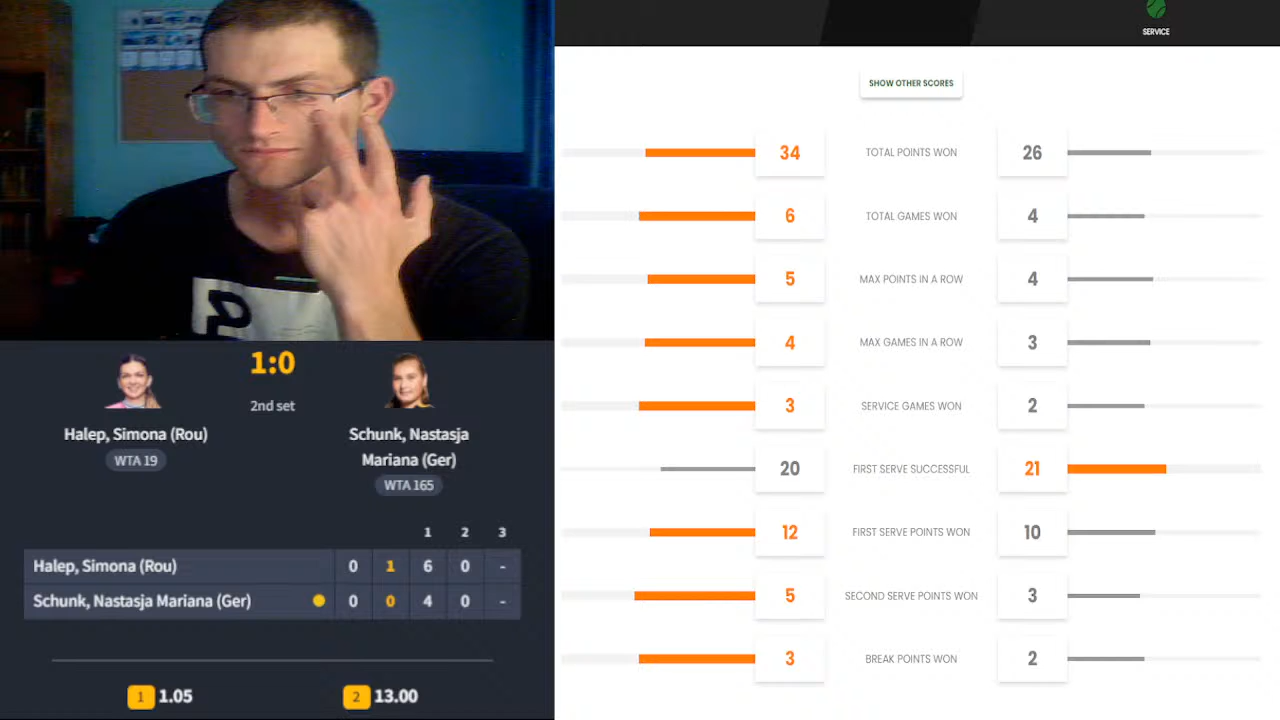 SERVICE
SHOW OTHER SCORES
34 TOTAL POINTS WON 26
6 TOTAL GAMES WON 4
5 MAX POINTS IN A ROW 4
4 MAX GAMES IN A ROW 3
3 SERVICE GAMES WON 2
20 FIRST SERVE SUCCESSFUL 21
12 FIRST SERVE POINTS WON 10
5 SECOND SERVE POINTS WON 3
3 BREAK POINTS WON 2
1:0
2nd set
Halep, Simona (Rou)
WTA 19
Schunk, Nastasja
Mariana (Ger)
WTA 165
1 2 3
Halep, Simona (Rou) 0 1 6 0 -
Schunk, Nastasja Mariana (Ger) 0 0 4 0 -
1 1.05
2 13.00